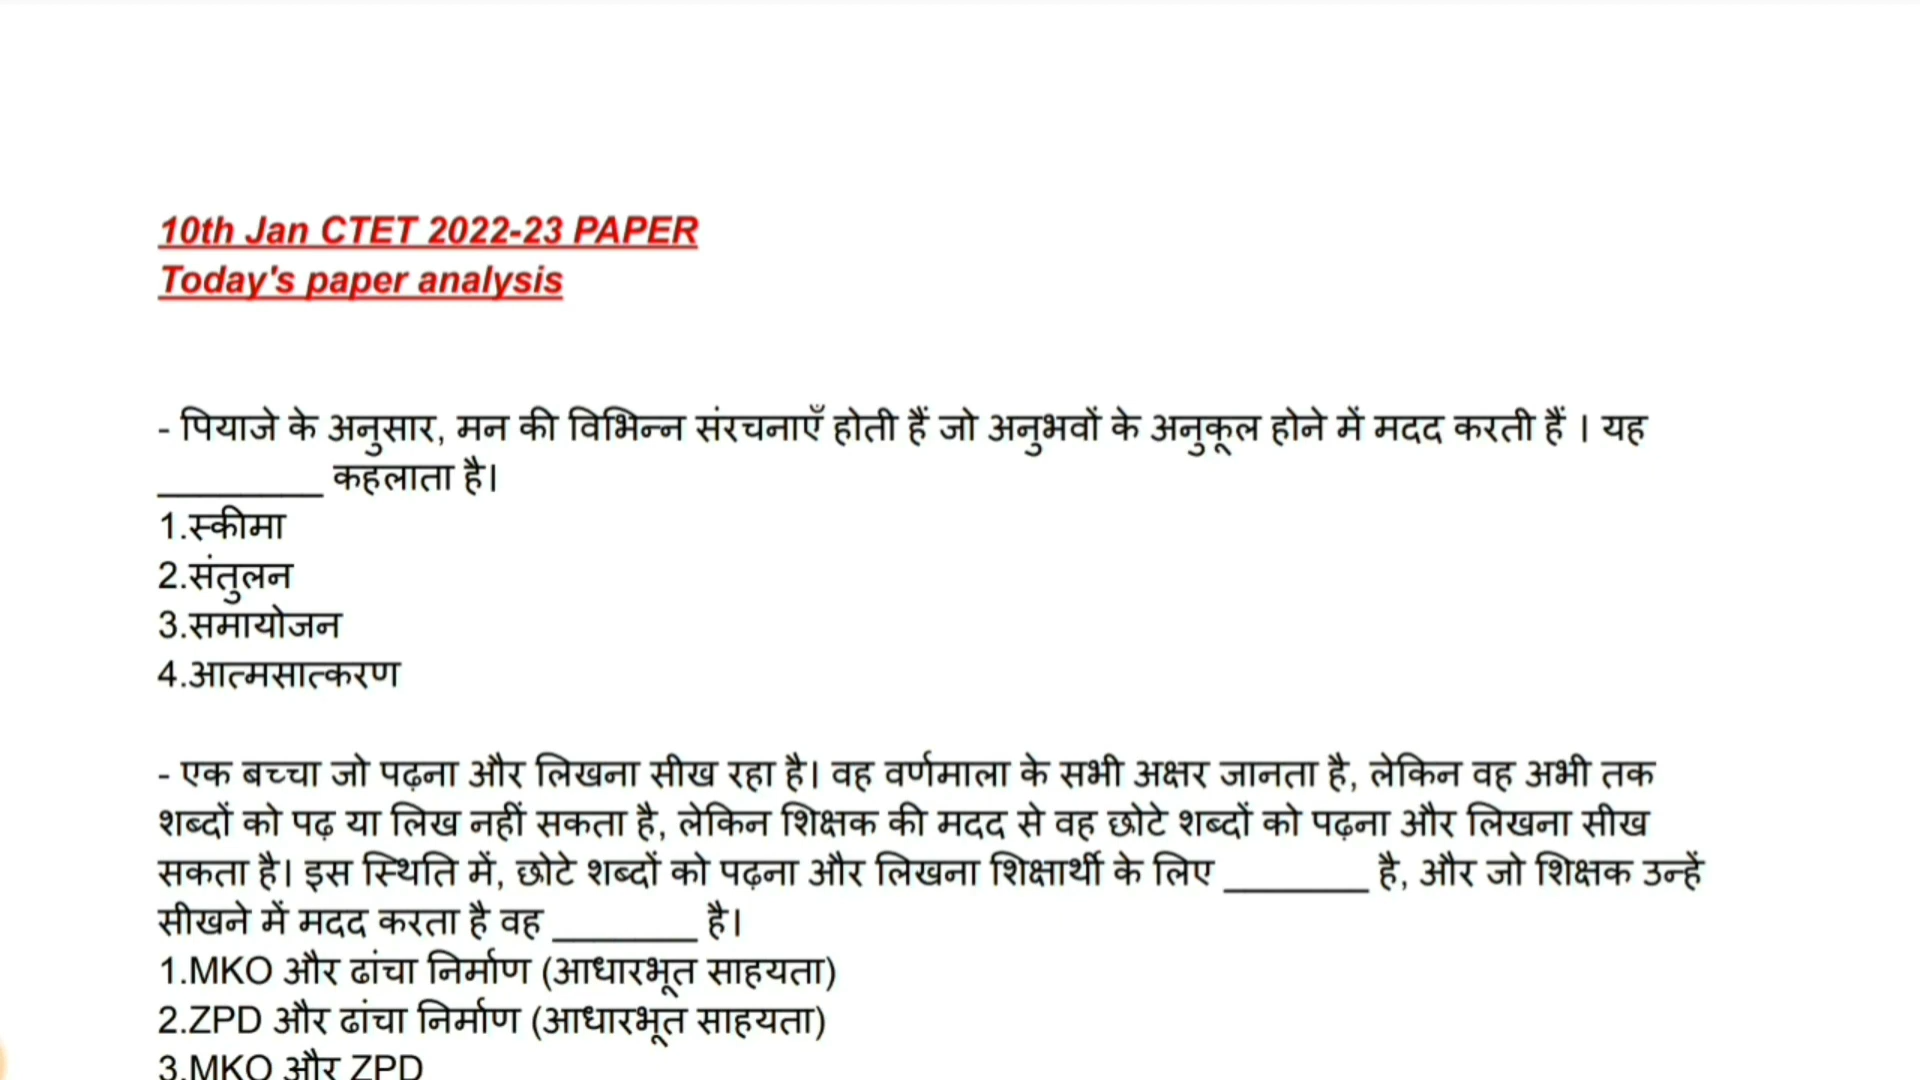 10th Jan CTET 2022-23 PAPER
Today's paper analysis
- पियाजे के अनुसार, मन की विभिन्न संरचनाएँ होती हैं जो अनुभवों के अनुकूल होने में मदद करती हैं । यह
________ कहलाता है।
1.स्कीमा
2.संतुलन
3.समायोजन
4.आत्मसात्करण
- एक बच्चा जो पढ़ना और लिखना सीख रहा है। वह वर्णमाला के सभी अक्षर जानता है, लेकिन वह अभी तक
शब्दों को पढ़ या लिख नहीं सकता है, लेकिन शिक्षक की मदद से वह छोटे शब्दों को पढ़ना और लिखना सीख
सकता है। इस स्थिति में, छोटे शब्दों को पढ़ना और लिखना शिक्षार्थी के लिए _______ है, और जो शिक्षक उन्हें
सीखने में मदद करता है वह _______ है।
1.MKO और ढांचा निर्माण (आधारभूत साहयता)
2.ZPD और ढांचा निर्माण (आधारभूत साहयता)
3.MKO और ZPD